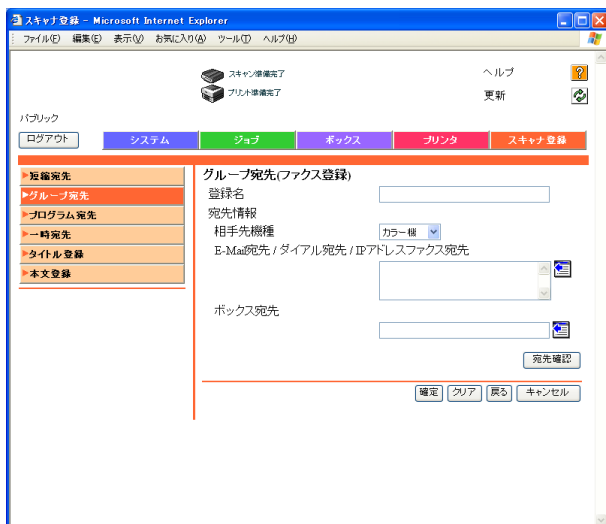 スキャナ登録 - Microsoft Internet Explorer
ファイル(F) 編集(E) 表示(V) お気に入り(A) ツール(T) ヘルプ(H)
スキャン準備完了
プリント準備完了
ヘルプ
更新
パブリック
ログアウト
システム ジョブ ボックス プリンタ スキャナ登録
短縮宛先
グループ宛先
プログラム宛先
一時宛先
タイトル登録
本文登録
グループ宛先(ファクス登録)
登録名
宛先情報
相手先機種 カラー機
E-Mail宛先 / ダイアル宛先 / IPアドレスファクス宛先
ボックス宛先
宛先確認
確定 クリア 戻る キャンセル